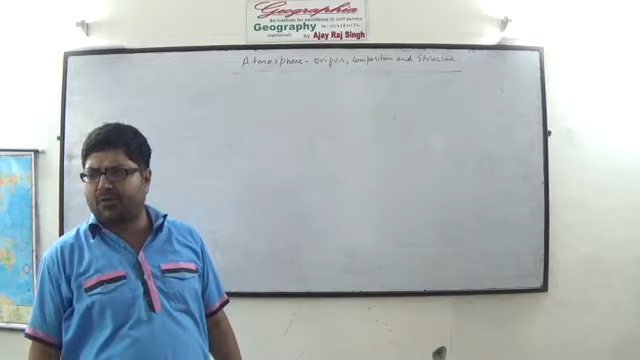 Geographia
An Institute for excellence in civil service
Geography
(optional) by Ajay Raj Singh
Atmosphere - origin, Composition and Structure